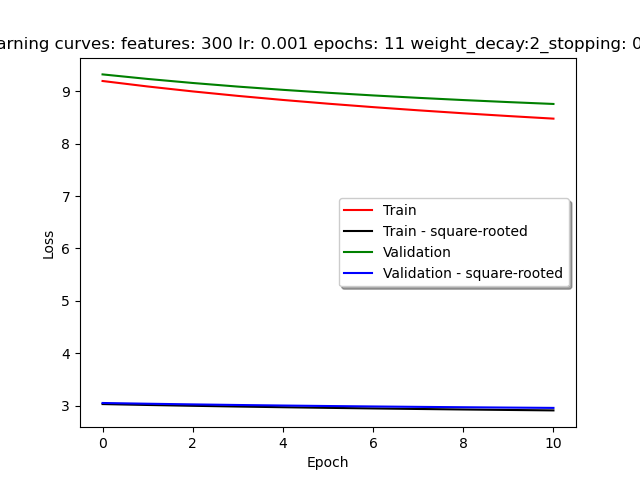 arning curves: features: 300 lr: 0.001 epochs: 11 weight_decay:2_stopping: 0
9
8
7
6
5
4
3
Loss
Train
Train - square-rooted
Validation
Validation - square-rooted
0 2 4 6 8 10
Epoch